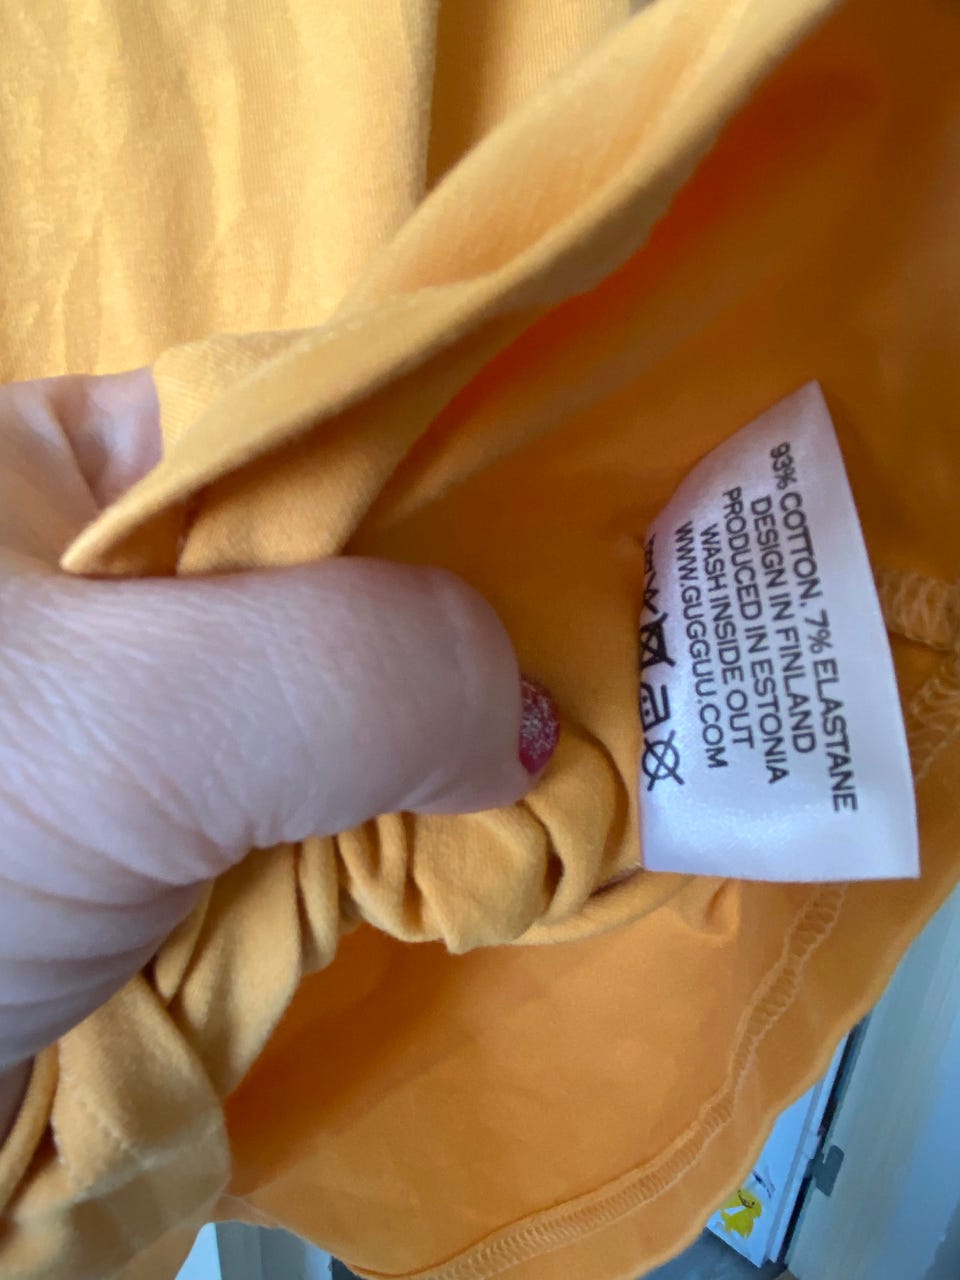 93% COTTON, 7% ELASTANE
DESIGN IN FINLAND
PRODUCED IN ESTONIA
WASH INSIDE OUT
WWW.GUGGUU.COM